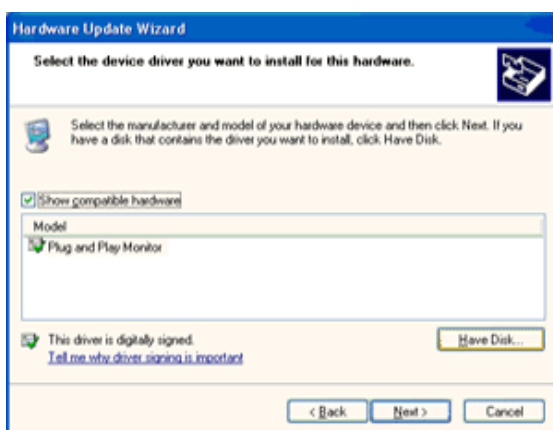 Hardware Update Wizard
Select the device driver you want to install for this hardware.
Select the manufacturer and model of your hardware device and then click Next. If you
have a disk that contains the driver you want to install, click Have Disk.
Show compatible hardware
Model
Plug and Play Monitor
This driver is digitally signed.
Have Disk...
Tell me why driver signing is important
< Back
Next >
Cancel